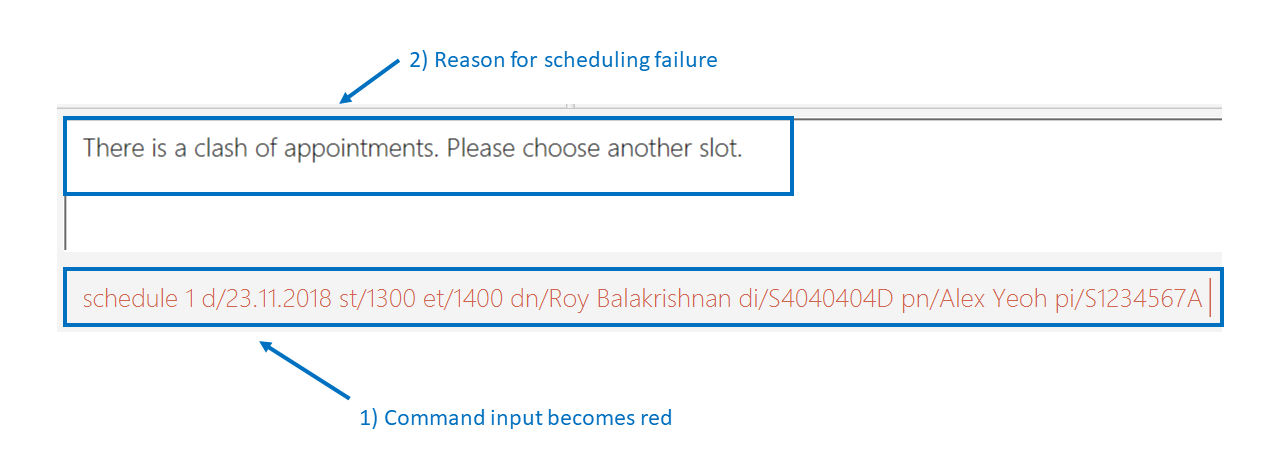 2) Reason for scheduling failure
There is a clash of appointments. Please choose another slot.
schedule 1 d/23.11.2018 st/1300 et/1400 dn/Roy Balakrishnan di/S4040404D pn/Alex Yeoh pi/S1234567A
1) Command input becomes red